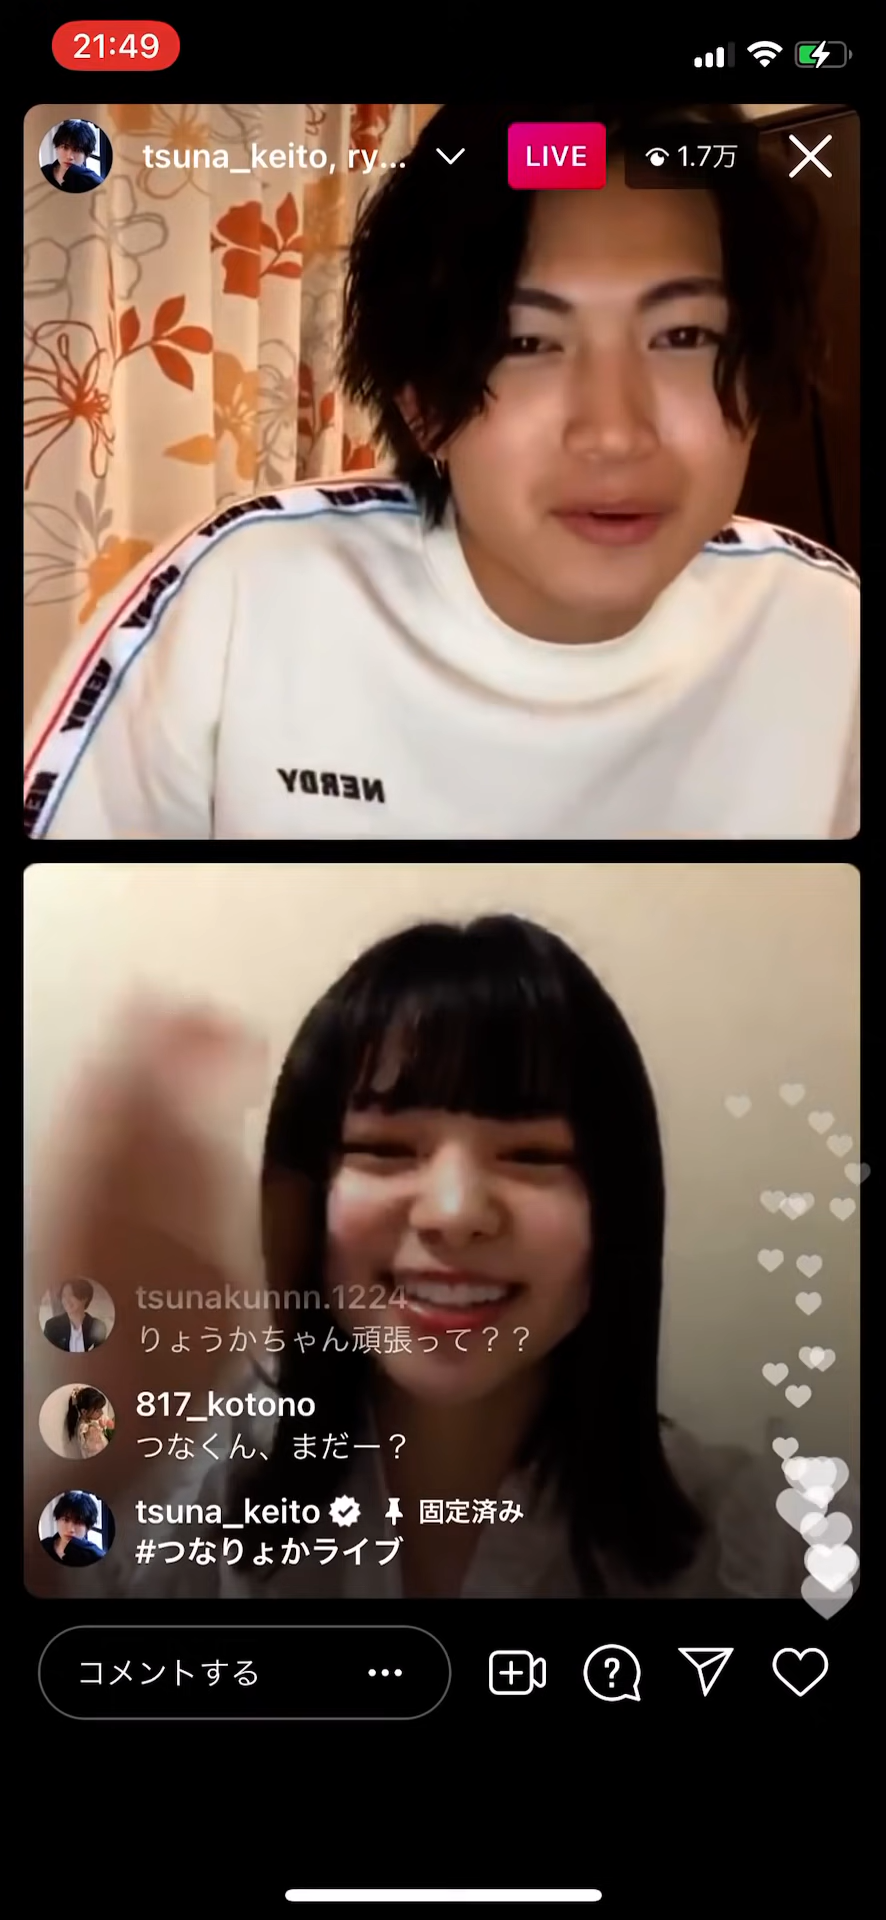 21:49
tsuna_keito, ry...
LIVE
1.7万
NERDY
tsunakunnn.1224
りょうかちゃん頑張って？？
817_kotono
つなくん、まだー？
tsuna_keito 固定済み
#つなりょかライブ
コメントする